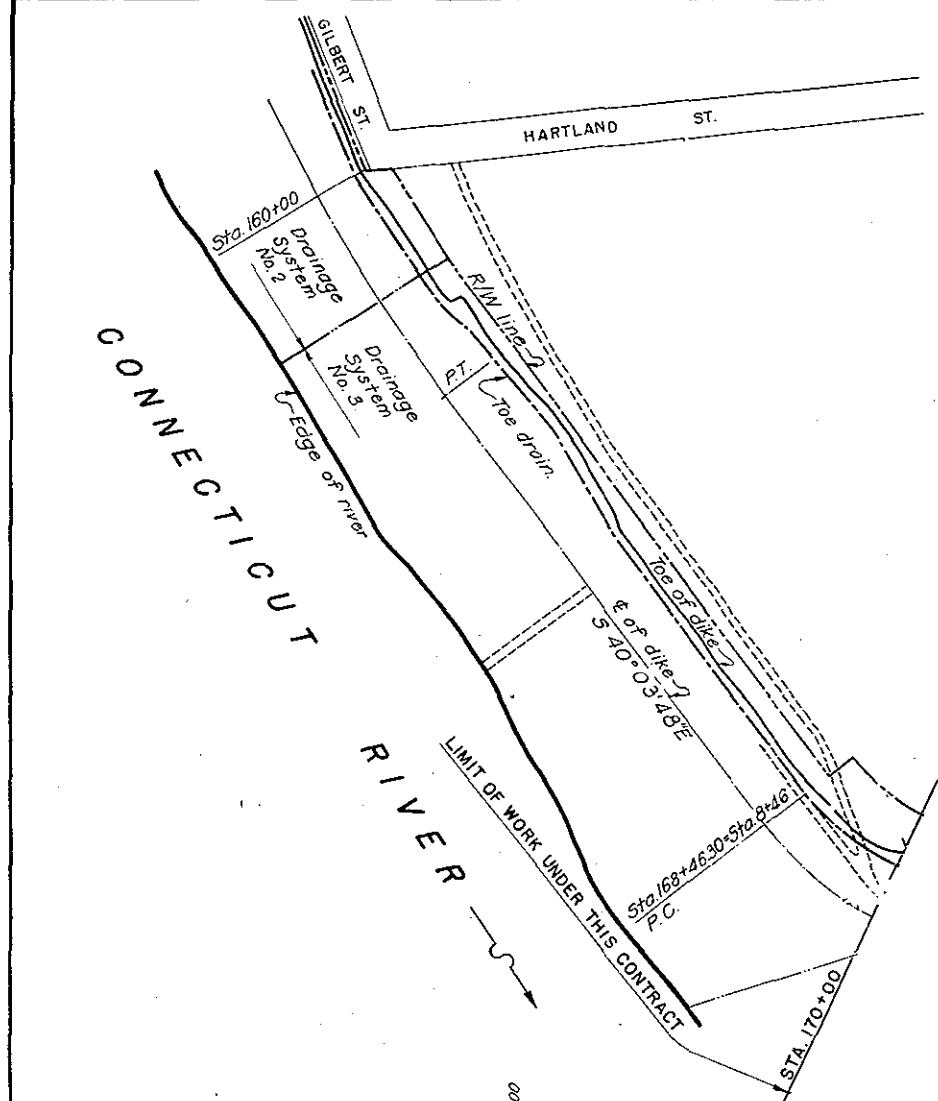 GILBERT ST.
HARTLAND ST.
Sta. 160+00
Drainage
System
No. 2
R/W line
Drainage
System
No. 3
P.T.
Toe drain.
Edge of river
CONNECTICUT
RIVER
Toe of dike
℄ of dike
S 40°03'48"E
LIMIT OF WORK UNDER THIS CONTRACT
Sta. 168+46.30=Sta. 8+46
P.C.
STA. 170+00
00